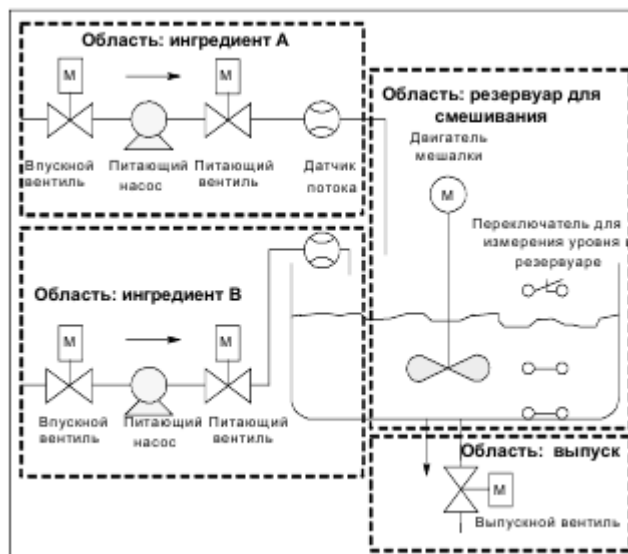 Область: ингредиент А
М
М
Впускной
вентиль
Питающий
насос
Питающий
вентиль
Датчик
потока
Область: резервуар для
смешивания
Двигатель
мешалки
М
Переключатель для
измерения уровня в
резервуаре
Область: ингредиент В
М
М
Впускной
вентиль
Питающий
насос
Питающий
вентиль
Область: выпуск
М
Выпускной вентиль